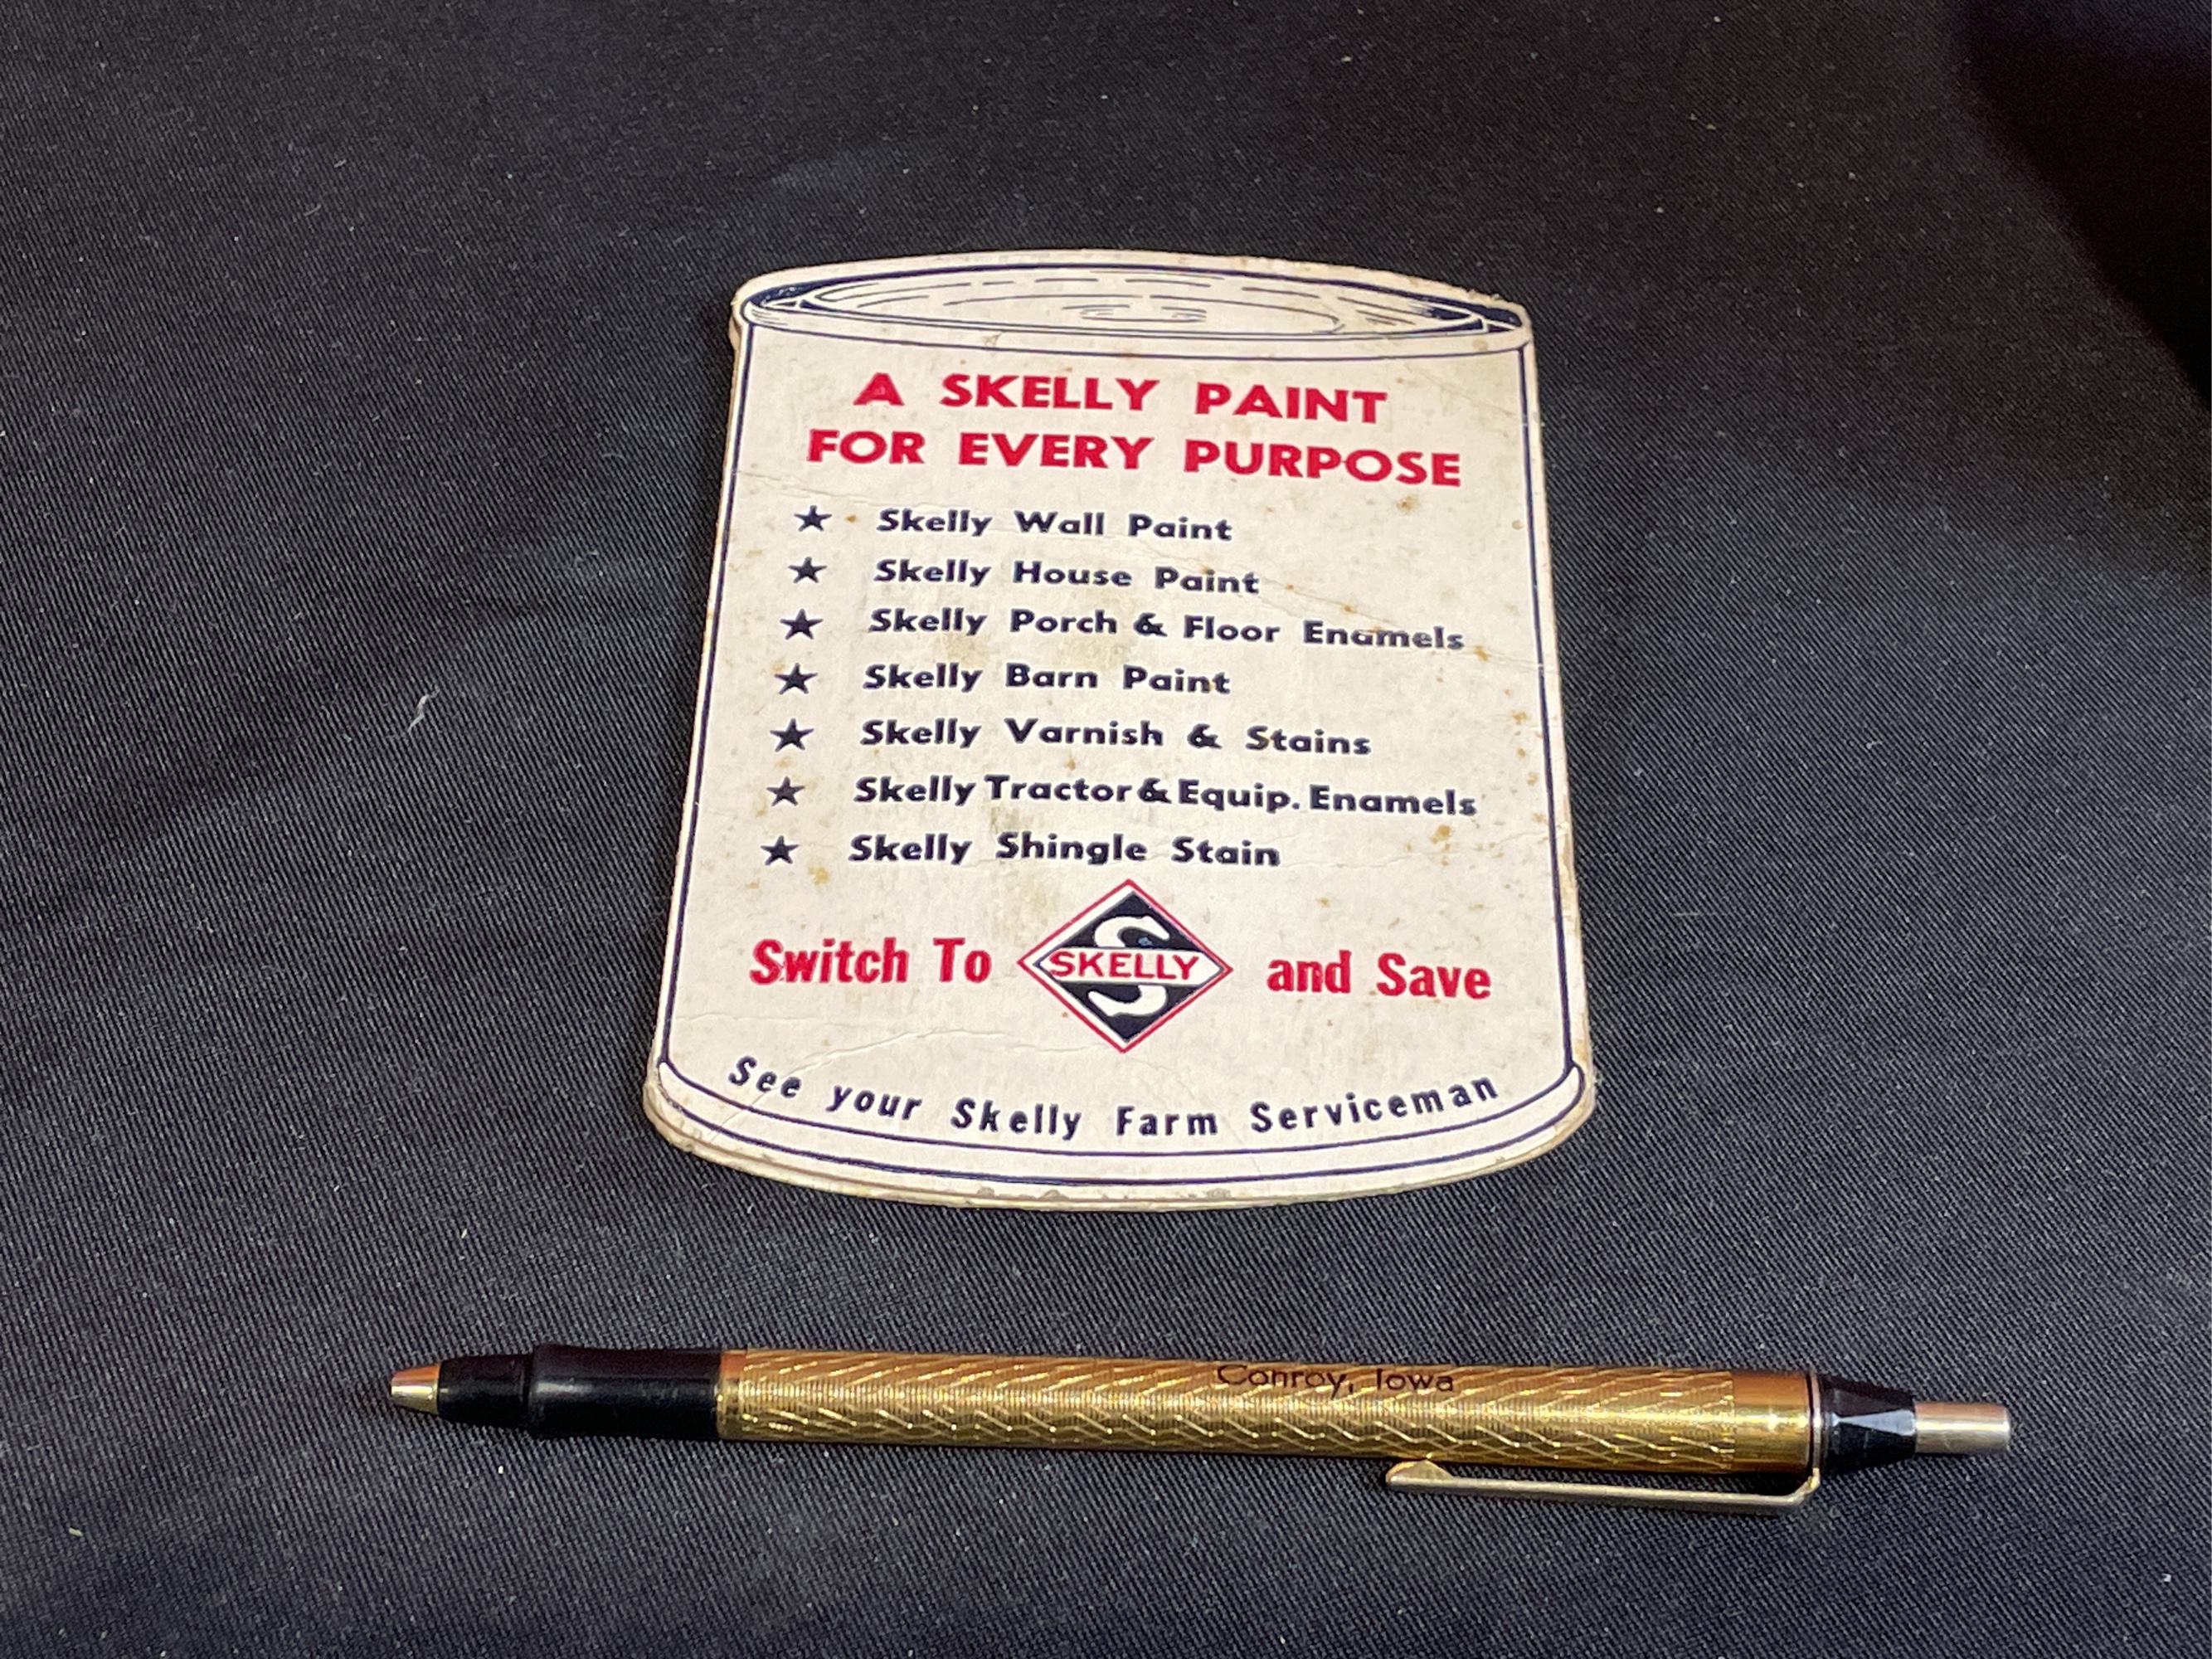 A SKELLY PAINT
FOR EVERY PURPOSE
★ Skelly Wall Paint
★ Skelly House Paint
★ Skelly Porch & Floor Enamels
★ Skelly Barn Paint
★ Skelly Varnish & Stains
★ Skelly Tractor & Equip. Enamels
★ Skelly Shingle Stain
Switch To S SKELLY and Save
See your Skelly Farm Serviceman
Conroy, Iowa